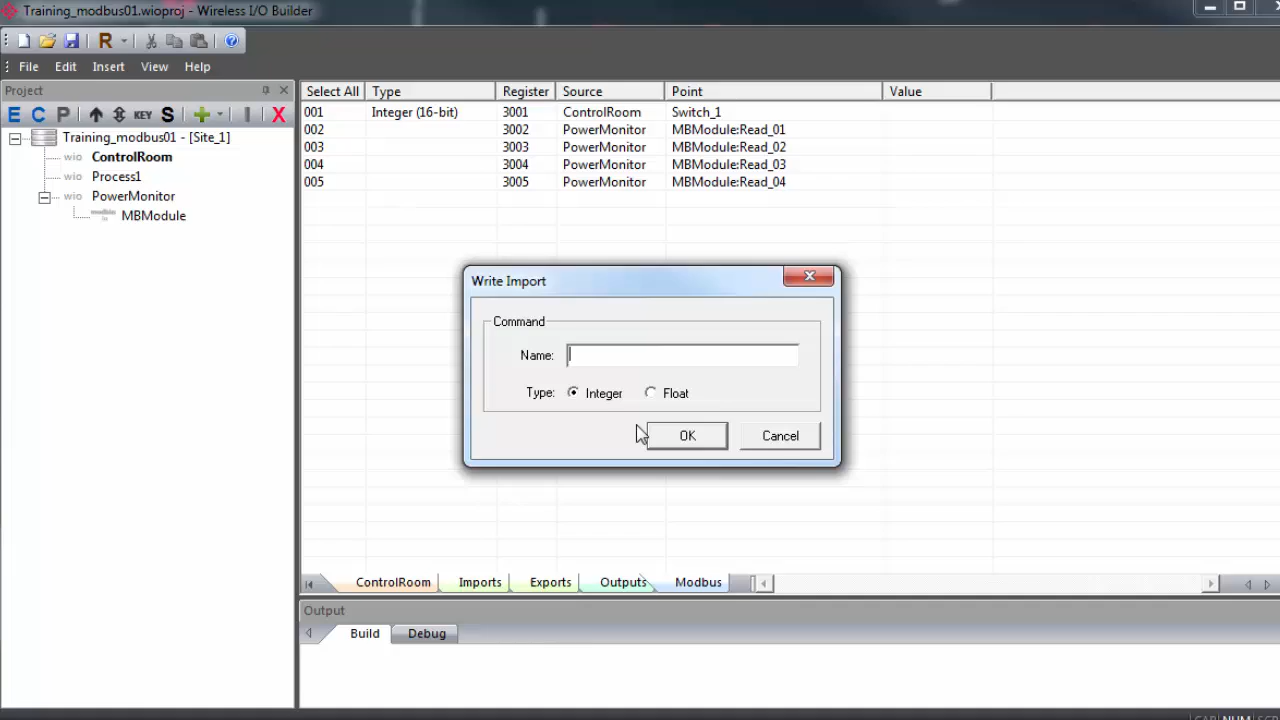 Training_modbus01.wioproj - Wireless I/O Builder
R
File Edit Insert View Help
Project
E C P KEY S X
Training_modbus01 - [Site_1]
wio ControlRoom
wio Process1
wio PowerMonitor
MBModule
Select All Type Register Source Point Value
001 Integer (16-bit) 3001 ControlRoom Switch_1
002 3002 PowerMonitor MBModule:Read_01
003 3003 PowerMonitor MBModule:Read_02
004 3004 PowerMonitor MBModule:Read_03
005 3005 PowerMonitor MBModule:Read_04
Write Import
Command
Name:
Type: Integer Float
OK Cancel
ControlRoom Imports Exports Outputs Modbus
Output
Build Debug
CAP NUM SCR